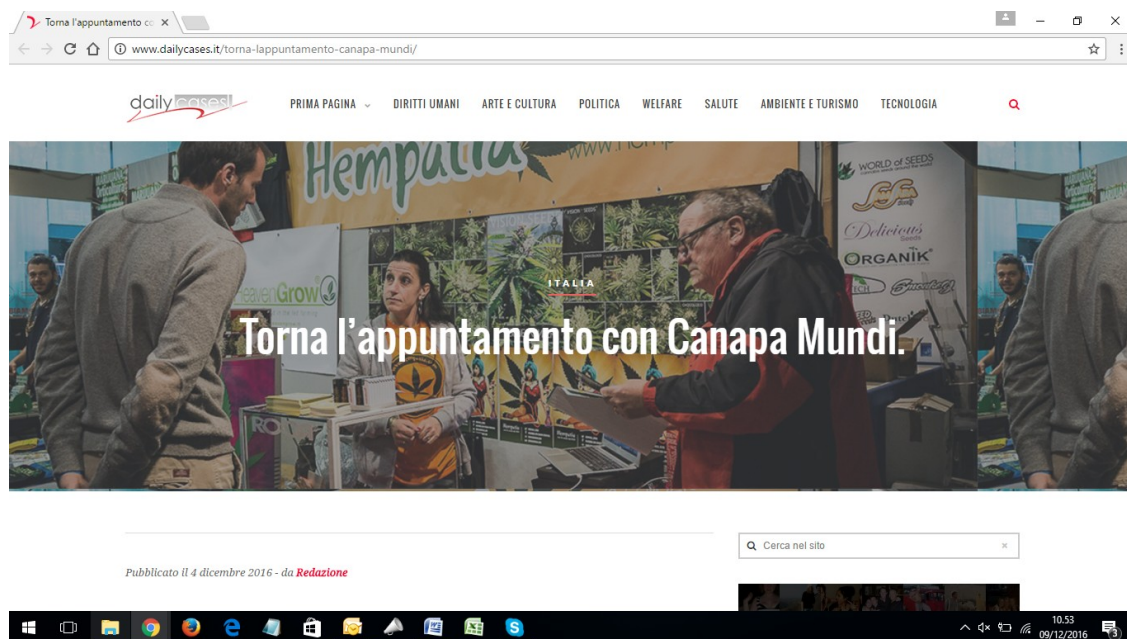 Torna l'appuntamento co
www.dailycases.it/torna-lappuntamento-canapa-mundi/
daily cases!
PRIMA PAGINA
DIRITTI UMANI
ARTE E CULTURA
POLITICA
WELFARE
SALUTE
AMBIENTE E TURISMO
TECNOLOGIA
Hempatia
WORLD of SEEDS
Delicious
Seeds
ORGANIK
heavenGrow
ITALIA
Torna l'appuntamento con Canapa Mundi.
Cerca nel sito
Pubblicato il 4 dicembre 2016 - da Redazione
10.53
09/12/2016
3